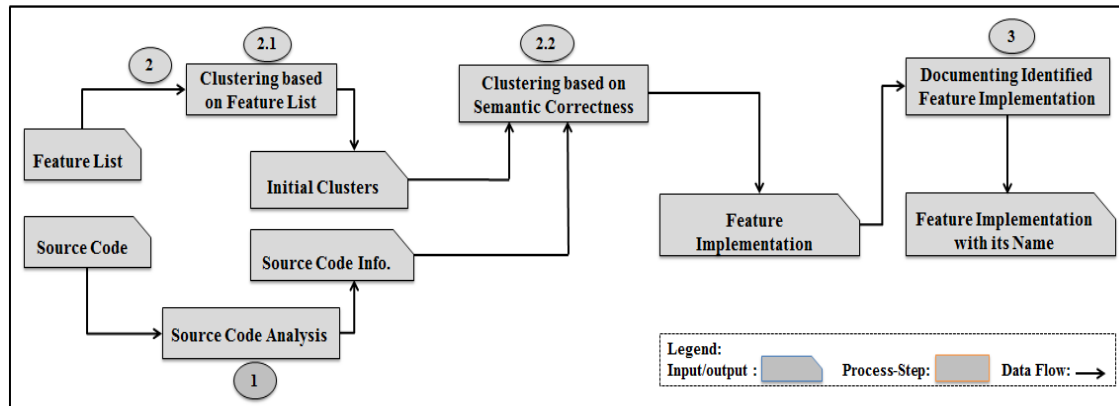 2
2.1
Clustering based
on Feature List
2.2
Clustering based on
Semantic Correctness
3
Documenting Identified
Feature Implementation
Feature List
Initial Clusters
Source Code
Source Code Info.
Feature
Implementation
Feature Implementation
with its Name
Source Code Analysis
1
Legend:
Input/output :
Process-Step:
Data Flow: